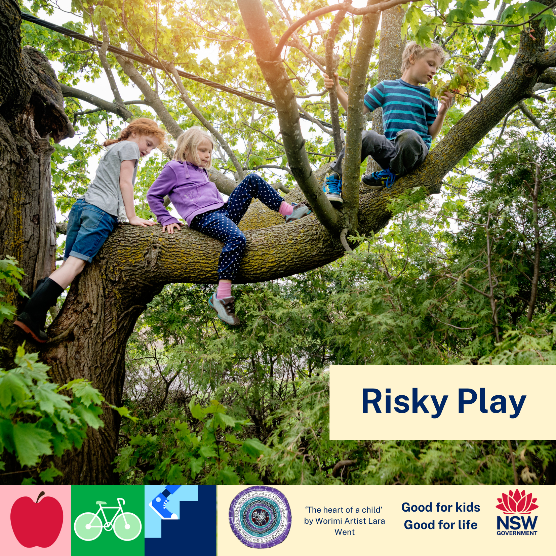 Risky Play
'The heart of a child'
by Worimi Artist Lara
Went
Good for kids
Good for life
NSW
GOVERNMENT